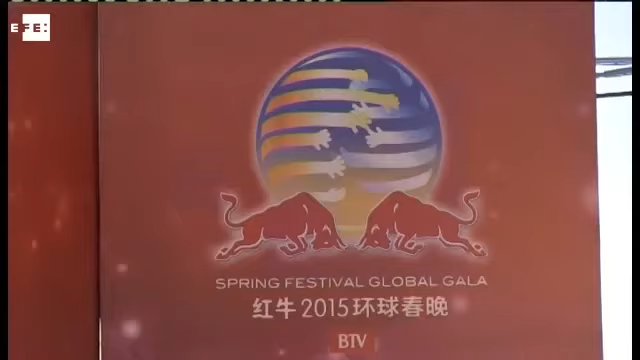 EFE:
SPRING FESTIVAL GLOBAL GALA
红牛2015环球春晚
BTV